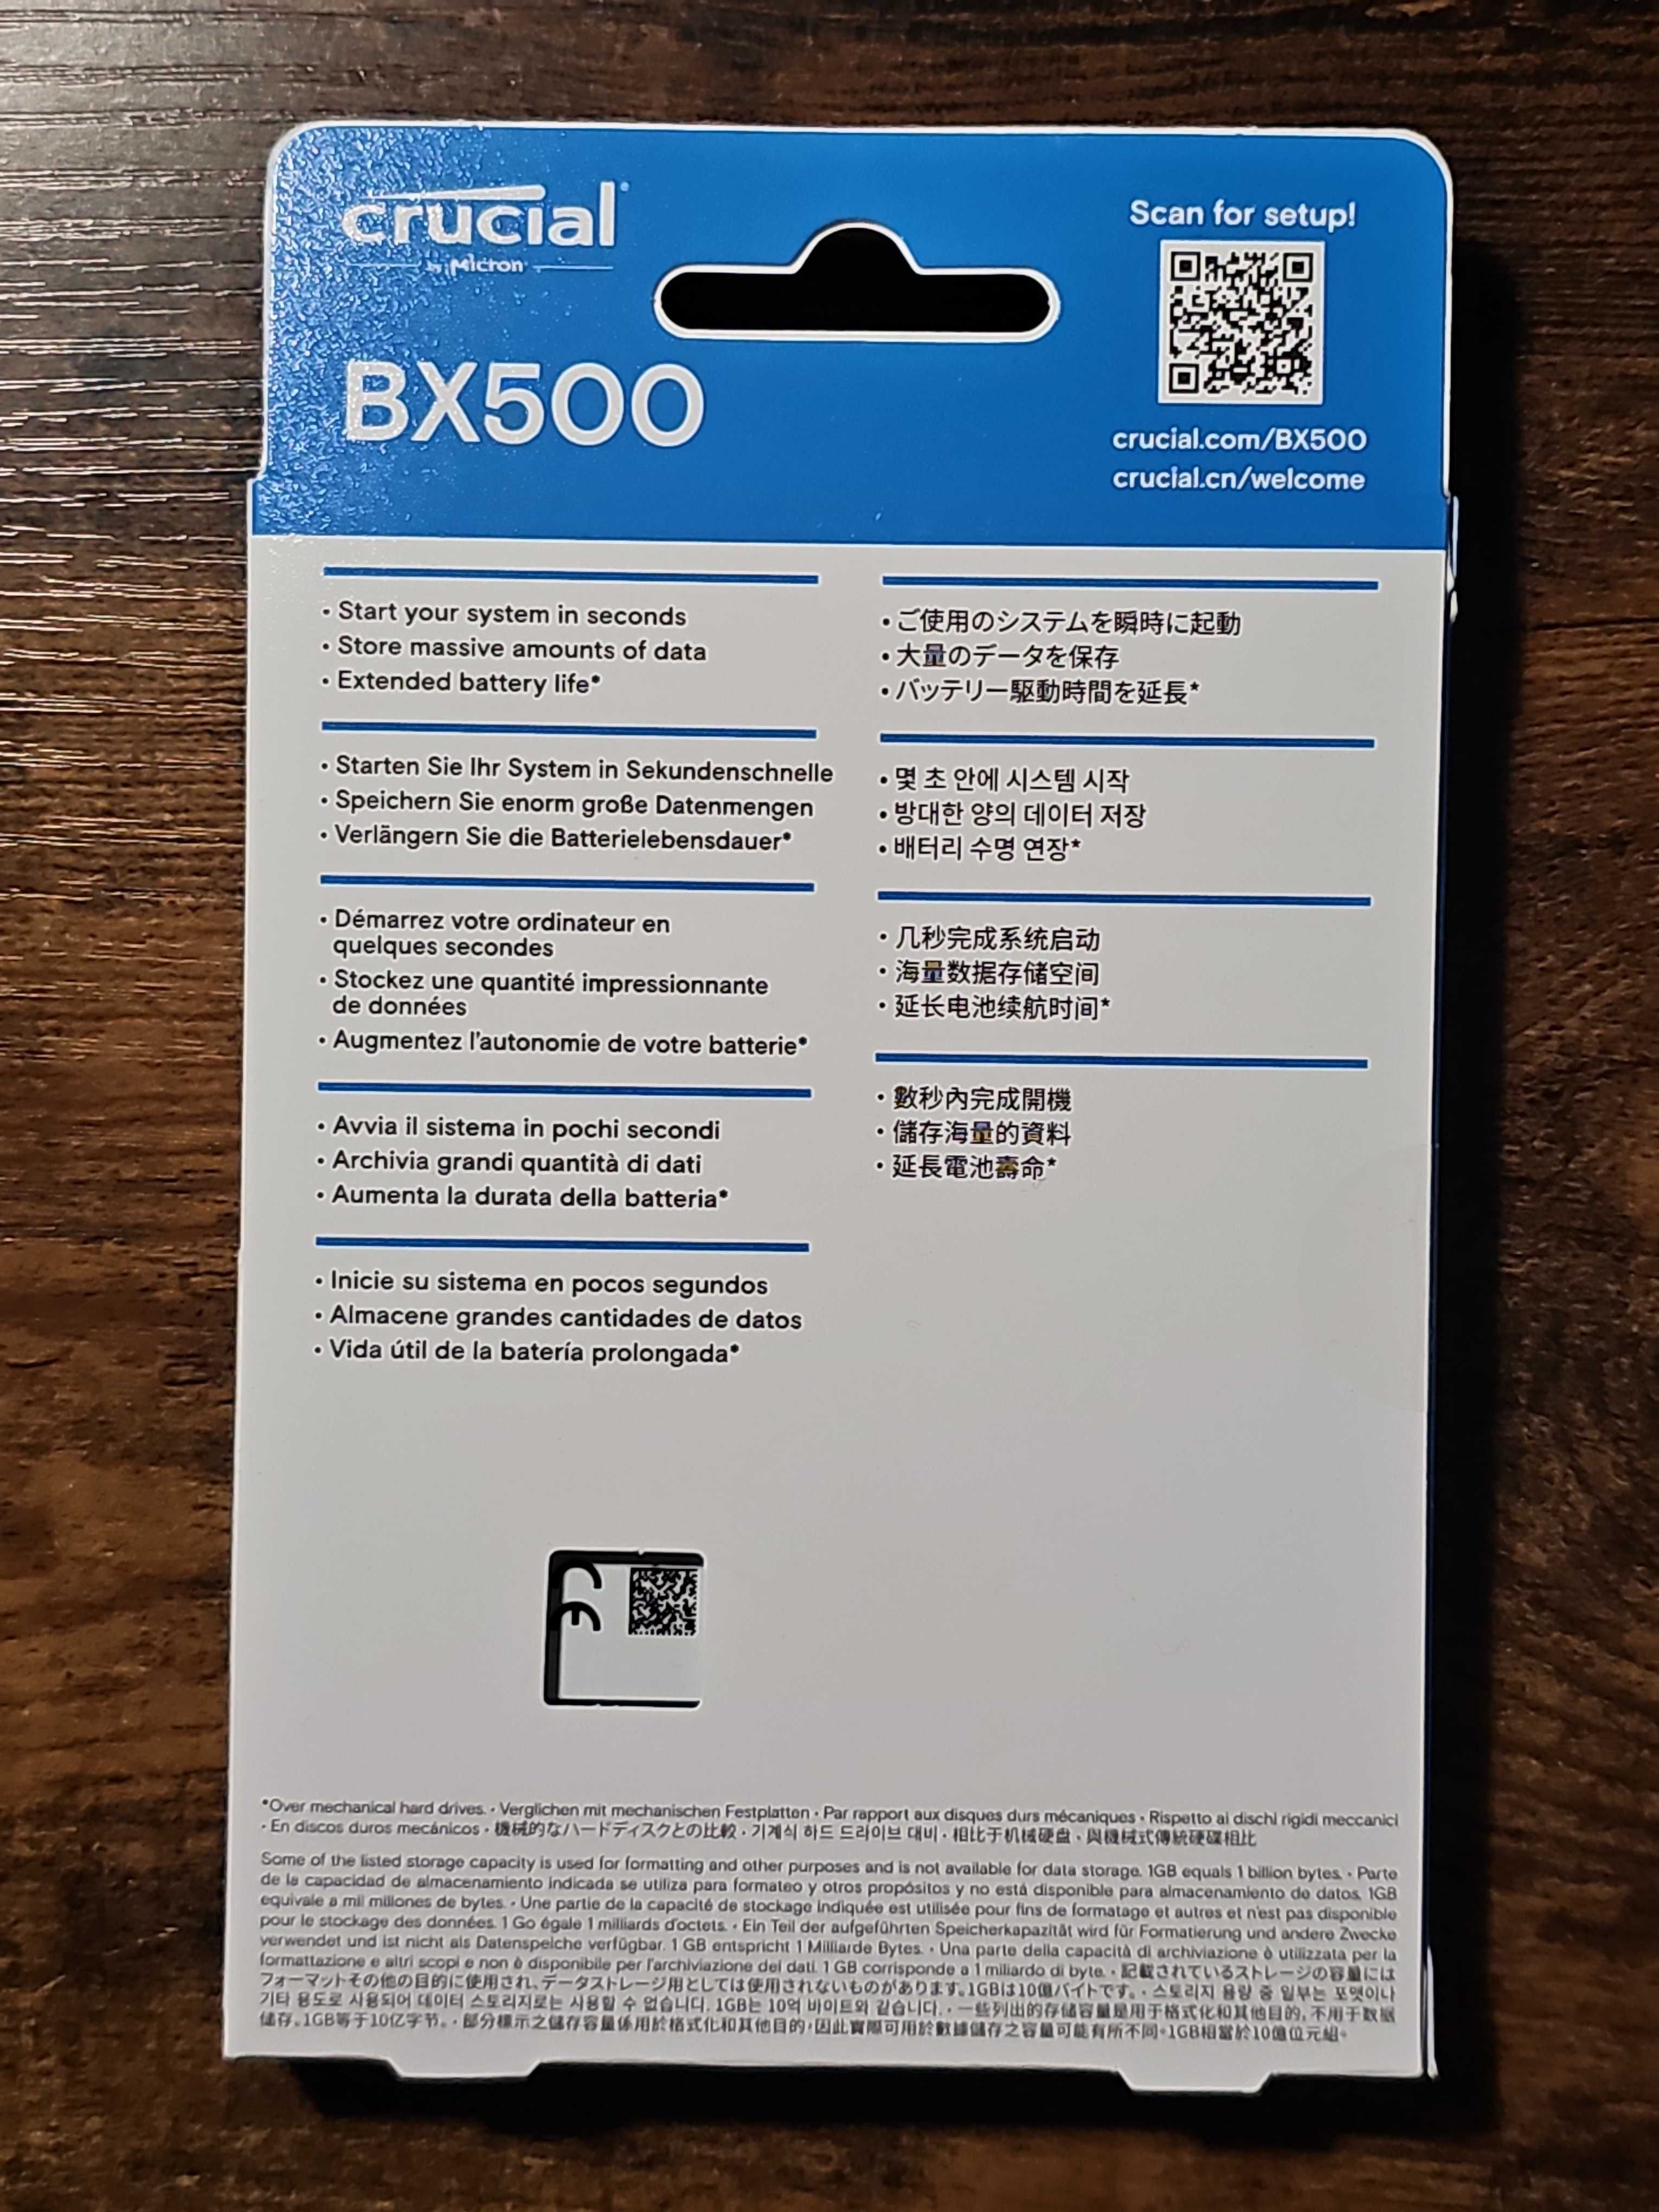 crucial
by Micron
BX500
Scan for setup!
crucial.com/BX500
crucial.cn/welcome
• Start your system in seconds
• Store massive amounts of data
• Extended battery life*
• Starten Sie Ihr System in Sekundenschnelle
• Speichern Sie enorm große Datenmengen
• Verlängern Sie die Batterielebensdauer*
• Démarrez votre ordinateur en
quelques secondes
• Stockez une quantité impressionnante
de données
• Augmentez l'autonomie de votre batterie*
• Avvia il sistema in pochi secondi
• Archivia grandi quantità di dati
• Aumenta la durata della batteria*
• Inicie su sistema en pocos segundos
• Almacene grandes cantidades de datos
• Vida útil de la batería prolongada*
• ご使用のシステムを瞬時に起動
• 大量のデータを保存
• バッテリー駆動時間を延長*
• 몇 초 안에 시스템 시작
• 방대한 양의 데이터 저장
• 배터리 수명 연장*
• 几秒完成系统启动
• 海量数据存储空间
• 延长电池续航时间*
• 數秒內完成開機
• 儲存海量的資料
• 延長電池壽命*
CE
*Over mechanical hard drives. • Verglichen mit mechanischen Festplatten • Par rapport aux disques durs mécaniques • Rispetto ai dischi rigidi meccanici
• En discos duros mecánicos • 機械的なハードディスクとの比較 • 기계식 하드 드라이브 대비 • 相比于机械硬盘 • 與機械式傳統硬碟相比
Some of the listed storage capacity is used for formatting and other purposes and is not available for data storage. 1GB equals 1 billion bytes. • Parte
de la capacidad de almacenamiento indicada se utiliza para formateo y otros propósitos y no está disponible para almacenamiento de datos. 1GB
equivale a mil millones de bytes. • Une partie de la capacité de stockage indiquée est utilisée pour fins de formatage et autres et n'est pas disponible
pour le stockage des données. 1 Go égale 1 milliards d'octets. • Ein Teil der aufgeführten Speicherkapazität wird für Formatierung und andere Zwecke
verwendet und ist nicht als Datenspeiche verfügbar. 1 GB entspricht 1 Milliarde Bytes. • Una parte della capacità di archiviazione è utilizzata per la
formattazione e altri scopi e non è disponibile per l'archiviazione dei dati. 1 GB corrisponde a 1 miliardo di byte. • 記載されているストレージの容量には
フォーマットその他の目的に使用され、データストレージ用としては使用されないものがあります。1GBは10億バイトです。• 스토리지 용량 중 일부는 포맷이나
기타 용도로 사용되어 데이터 스토리지로는 사용할 수 없습니다. 1GB는 10억 바이트와 같습니다. • 一些列出的存储容量是用于格式化和其他目的, 不用于数据
储存。1GB等于10亿字节。• 部分標示之儲存容量係用於格式化和其他目的,因此實際可用於數據儲存之容量可能有所不同。1GB相當於10億位元組。